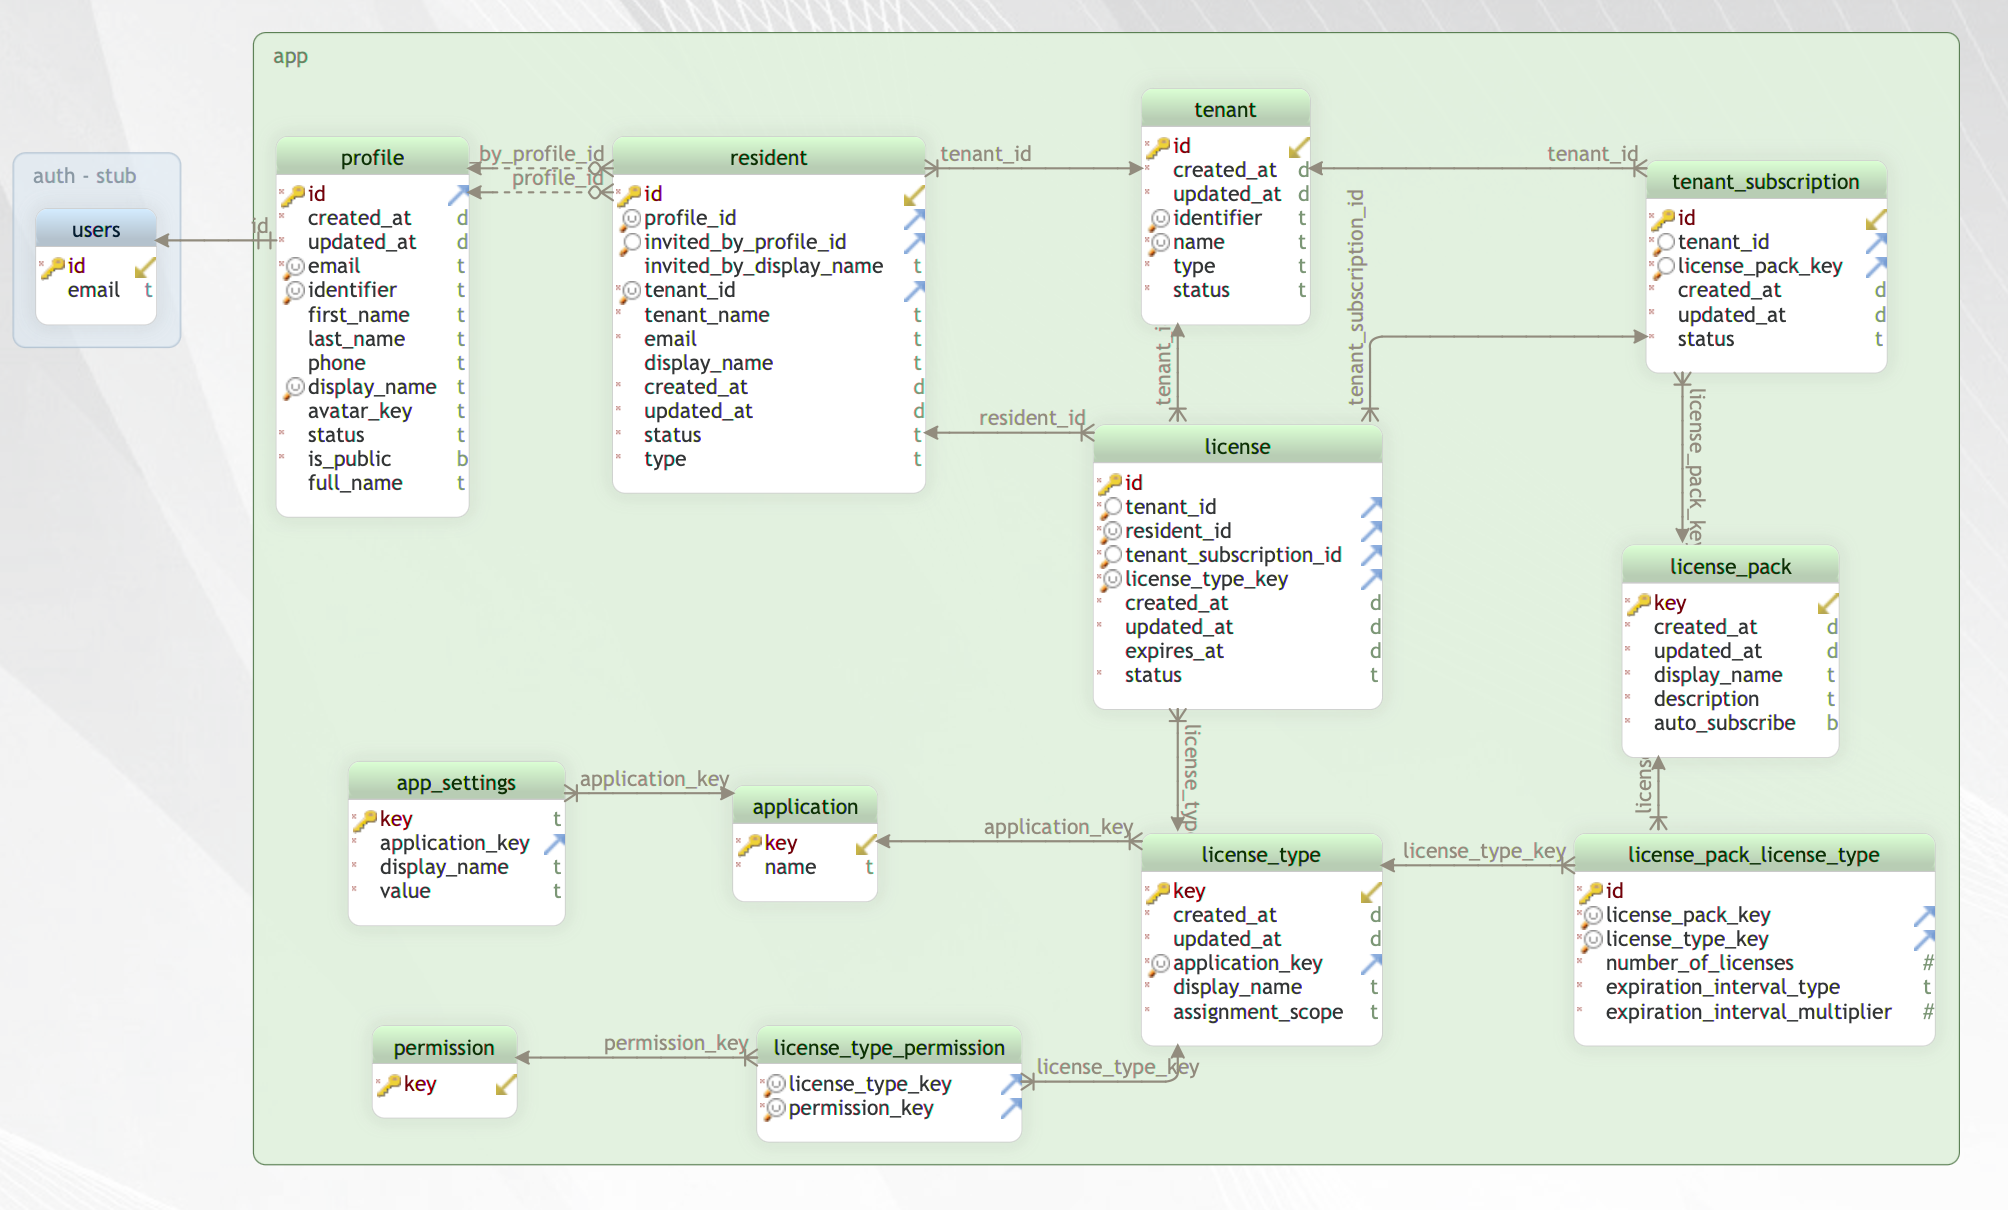 app
auth - stub
users
id
email t
id
profile
id
created_at d
updated_at d
email t
identifier t
first_name t
last_name t
phone t
display_name t
avatar_key t
status t
is_public b
full_name t
_by_profile_id
profile_id
resident
id
profile_id
invited_by_profile_id
invited_by_display_name t
tenant_id
tenant_name t
email t
display_name t
created_at d
updated_at d
status t
type t
tenant_id
tenant
id
created_at d
updated_at d
identifier t
name t
type t
status t
tenant_id
tenant_subscription
id
tenant_id
license_pack_key
created_at d
updated_at d
status t
tenant_i
tenant_subscription_id
resident_id
license
id
tenant_id
resident_id
tenant_subscription_id
license_type_key
created_at d
updated_at d
expires_at d
status t
license_pack_key
license_pack
key
created_at d
updated_at d
display_name t
description t
auto_subscribe b
license_typ
licens
app_settings
key t
application_key
display_name t
value t
application_key
application
key
name t
application_key
license_type
key
created_at d
updated_at d
application_key
display_name t
assignment_scope t
license_type_key
license_pack_license_type
id
license_pack_key
license_type_key
number_of_licenses #
expiration_interval_type t
expiration_interval_multiplier #
permission
key
permission_key
license_type_permission
license_type_key
permission_key
license_type_key